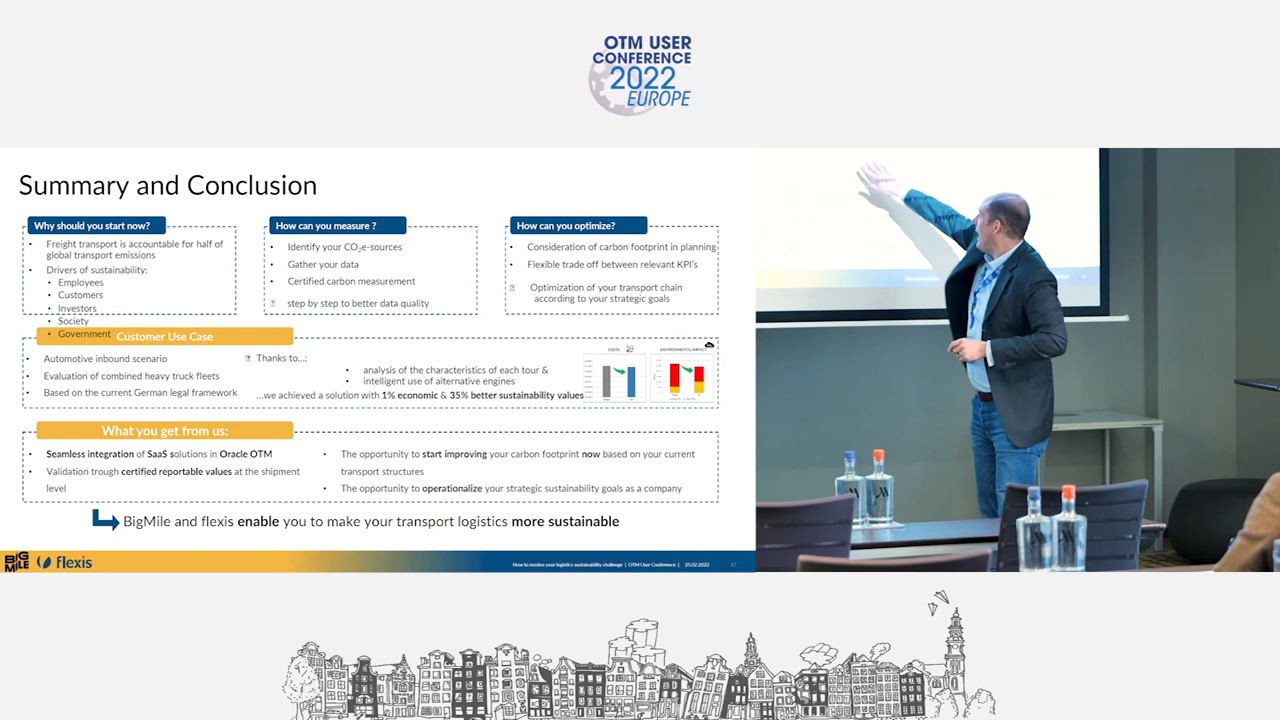 OTM USER
CONFERENCE
2022
EUROPE
Summary and Conclusion
Why should you start now?
• Freight transport is accountable for half of
global transport emissions
• Drivers of sustainability:
• Employees
• Customers
• Investors
• Society
• Government
How can you measure ?
• Identify your CO₂e-sources
• Gather your data
• Certified carbon measurement
step by step to better data quality
How can you optimize?
• Consideration of carbon footprint in planning
• Flexible trade off between relevant KPI's
Optimization of your transport chain
according to your strategic goals
Customer Use Case
• Automotive inbound scenario
• Evaluation of combined heavy truck fleets
• Based on the current German legal framework
Thanks to...:
• analysis of the characteristics of each tour &
• intelligent use of alternative engines
...we achieved a solution with 1% economic & 35% better sustainability values
COSTS
ENVIRONMENTAL IMPACT
What you get from us:
• Seamless integration of SaaS solutions in Oracle OTM
• Validation trough certified reportable values at the shipment
level
• The opportunity to start improving your carbon footprint now based on your current
transport structures
• The opportunity to operationalize your strategic sustainability goals as a company
BigMile and flexis enable you to make your transport logistics more sustainable
BIG
MILE
flexis
How to resolve your logistics sustainability challenge | OTM User Conference | 25.02.2022
57